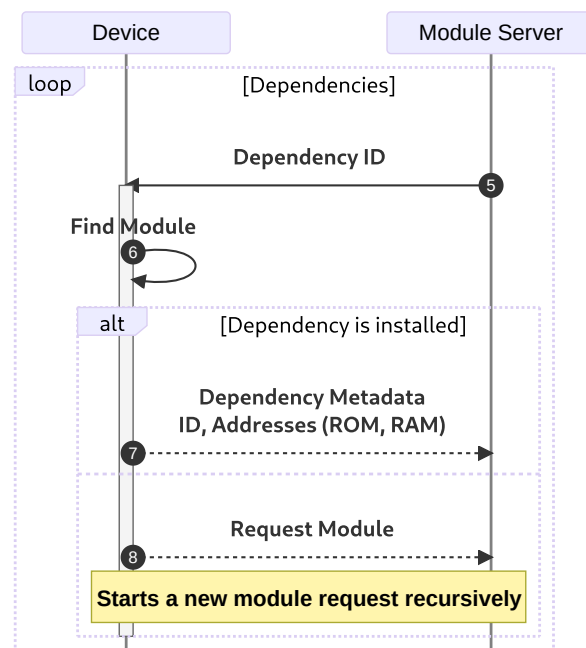 Device
Module Server
loop
[Dependencies]
Dependency ID
5
Find Module
6
alt
[Dependency is installed]
Dependency Metadata
ID, Addresses (ROM, RAM)
7
Request Module
8
Starts a new module request recursively